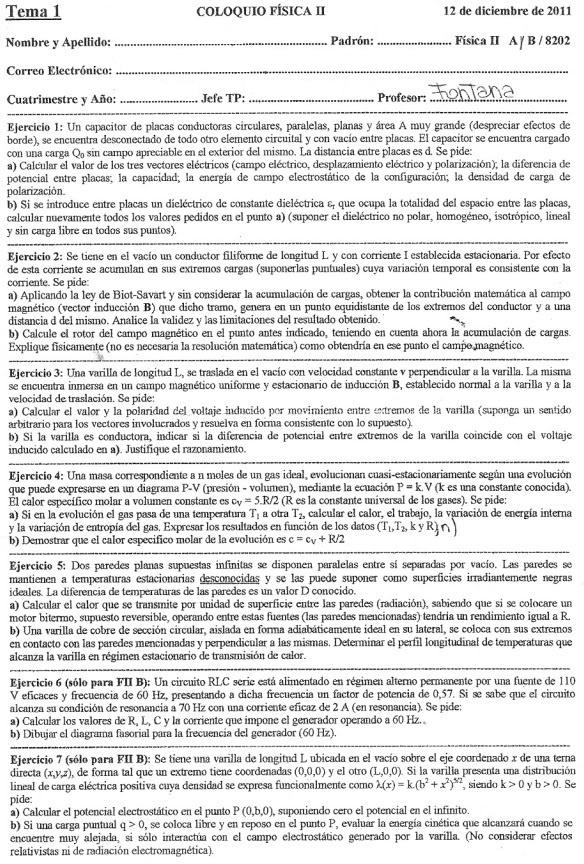 Tema 1 COLOQUIO FÍSICA II 12 de diciembre de 2011
Nombre y Apellido: ............................................................ Padrón: ....................... Física II A / B / 8202
Correo Electrónico: ............................................................
Cuatrimestre y Año: ...................... Jefe TP: ................................... Profesor: Fontana
Ejercicio 1: Un capacitor de placas conductoras circulares, paralelas, planas y área A muy grande (despreciar efectos de
borde), se encuentra desconectado de todo otro elemento circuital y con vacío entre placas. El capacitor se encuentra cargado
con una carga Q₀ sin campo apreciable en el exterior del mismo. La distancia entre placas es d. Se pide:
a) Calcular el valor de los tres vectores eléctricos (campo eléctrico, desplazamiento eléctrico y polarización); la diferencia de
potencial entre placas; la capacidad; la energía de campo electrostático de la configuración; la densidad de carga de
polarización.
b) Si se introduce entre placas un dieléctrico de constante dieléctrica εᵣ que ocupa la totalidad del espacio entre las placas,
calcular nuevamente todos los valores pedidos en el punto a) (suponer el dieléctrico no polar, homogéneo, isotrópico, lineal
y sin carga libre en todos sus puntos).
Ejercicio 2: Se tiene en el vacío un conductor filiforme de longitud L y con corriente I establecida estacionaria. Por efecto
de esta corriente se acumulan en sus extremos cargas (suponerlas puntuales) cuya variación temporal es consistente con la
corriente. Se pide:
a) Aplicando la ley de Biot-Savart y sin considerar la acumulación de cargas, obtener la contribución matemática al campo
magnético (vector inducción B) que dicho tramo, genera en un punto equidistante de los extremos del conductor y a una
distancia d del mismo. Analice la validez y las limitaciones del resultado obtenido.
b) Calcule el rotor del campo magnético en el punto antes indicado, teniendo en cuenta ahora la acumulación de cargas.
Explique físicamente (no es necesaria la resolución matemática) como obtendría en ese punto el campo magnético.
Ejercicio 3: Una varilla de longitud L, se traslada en el vacío con velocidad constante v perpendicular a la varilla. La misma
se encuentra inmersa en un campo magnético uniforme y estacionario de inducción B, establecido normal a la varilla y a la
velocidad de traslación. Se pide:
a) Calcular el valor y la polaridad del voltaje inducido por movimiento entre extremos de la varilla (suponga un sentido
arbitrario para los vectores involucrados y resuelva en forma consistente con lo supuesto).
b) Si la varilla es conductora, indicar si la diferencia de potencial entre extremos de la varilla coincide con el voltaje
inducido calculado en a). Justifique el razonamiento.
Ejercicio 4: Una masa correspondiente a n moles de un gas ideal, evolucionan cuasi-estacionariamente según una evolución
que puede expresarse en un diagrama P-V (presión - volumen), mediante la ecuación P = k.V (k es una constante conocida).
El calor específico molar a volumen constante es cᵥ = 5.R/2 (R es la constante universal de los gases). Se pide:
a) Si en la evolución el gas pasa de una temperatura T₁ a otra T₂, calcular el calor, el trabajo, la variación de energía interna
y la variación de entropía del gas. Expresar los resultados en función de los datos (T₁,T₂, k y R, n)
b) Demostrar que el calor especifico molar de la evolución es c = cᵥ + R/2
Ejercicio 5: Dos paredes planas supuestas infinitas se disponen paralelas entre sí separadas por vacío. Las paredes se
mantienen a temperaturas estacionarias desconocidas y se las puede suponer como superficies irradiantemente negras
ideales. La diferencia de temperaturas de las paredes es un valor D conocido.
a) Calcular el calor que se transmite por unidad de superficie entre las paredes (radiación), sabiendo que si se colocare un
motor bitermo, supuesto reversible, operando entre estas fuentes (las paredes mencionadas) tendría un rendimiento igual a R.
b) Una varilla de cobre de sección circular, aislada en forma adiabáticamente ideal en su lateral, se coloca con sus extremos
en contacto con las paredes mencionadas y perpendicular a las mismas. Determine el perfil longitudinal de temperaturas que
alcanza la varilla en régimen estacionario de transmisión de calor.
Ejercicio 6 (sólo para FII B): Un circuito RLC serie está alimentado en régimen alterno permanente por una fuente de 110
V eficaces y frecuencia de 60 Hz, presentando a dicha frecuencia un factor de potencia de 0,57. Si se sabe que el circuito
alcanza su condición de resonancia a 70 Hz con una corriente eficaz de 2 A (en resonancia). Se pide:
a) Calcular los valores de R, L, C y la corriente que impone el generador operando a 60 Hz..
b) Dibujar el diagrama fasorial para la frecuencia del generador (60 Hz).
Ejercicio 7 (sólo para FII B): Se tiene una varilla de longitud L ubicada en el vacío sobre el eje coordenado x de una terna
directa (x,y,z), de forma tal que un extremo tiene coordenadas (0,0,0) y el otro (L,0,0). Si la varilla presenta una distribución
lineal de carga eléctrica positiva cuya densidad se expresa funcionalmente como λ(x) = k.(b² + x²)^5/2, siendo k > 0 y b > 0. Se
pide:
a) Calcular el potencial electrostático en el punto P (0,b,0), suponiendo cero el potencial en el infinito.
b) Si una carga puntual q > 0, se coloca libre y en reposo en el punto P, evaluar la energía cinética que alcanzará cuando se
encuentre muy alejada, si sólo interactúa con el campo electrostático generado por la varilla. (No considerar efectos
relativistas ni de radiación electromagnética).